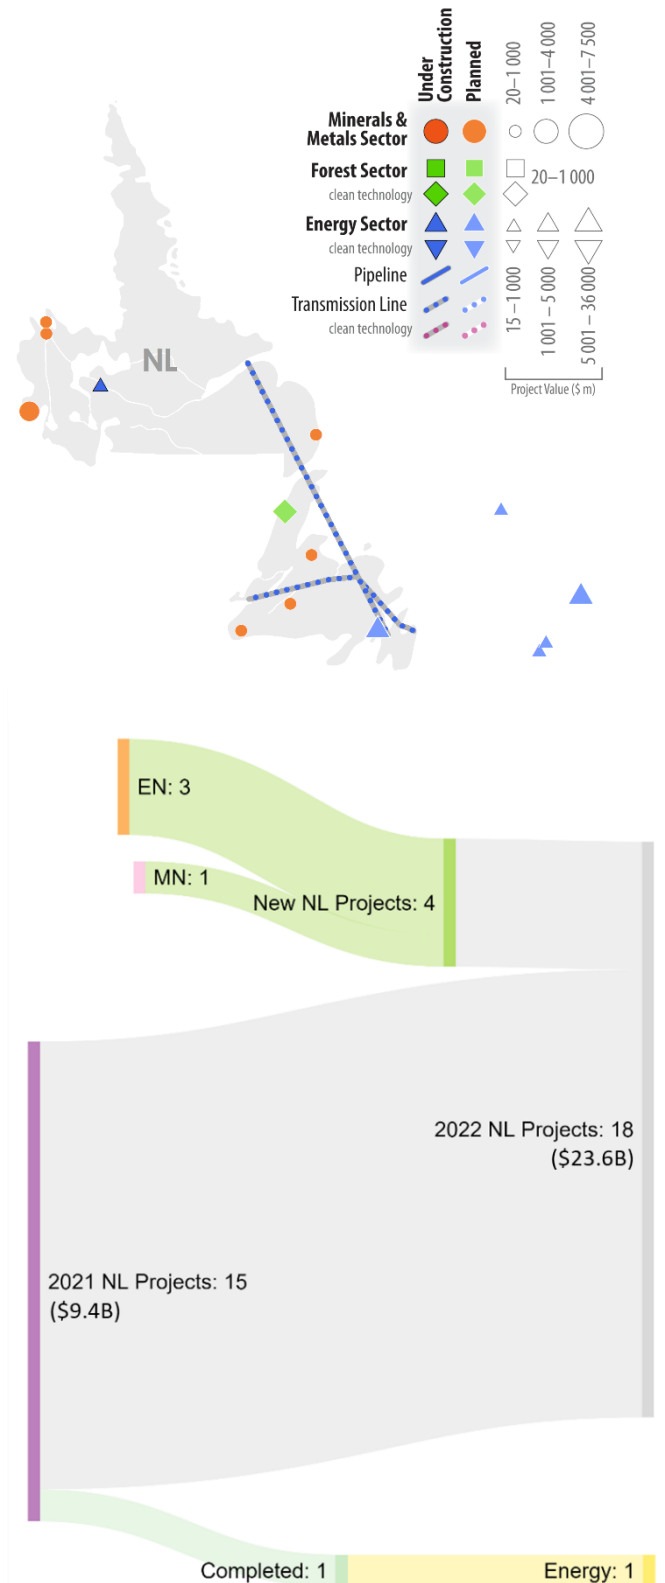 Under
Construction
Planned
20–1 000
1 001–4 000
4 001–7 500
Minerals &
Metals Sector
Forest Sector
20–1 000
clean technology
Energy Sector
clean technology
Pipeline
Transmission Line
clean technology
15 –1 000
1 001 – 5 000
5 001 – 36 000
Project Value ($ m)
NL
EN: 3
MN: 1
New NL Projects: 4
2022 NL Projects: 18
($23.6B)
2021 NL Projects: 15
($9.4B)
Completed: 1
Energy: 1